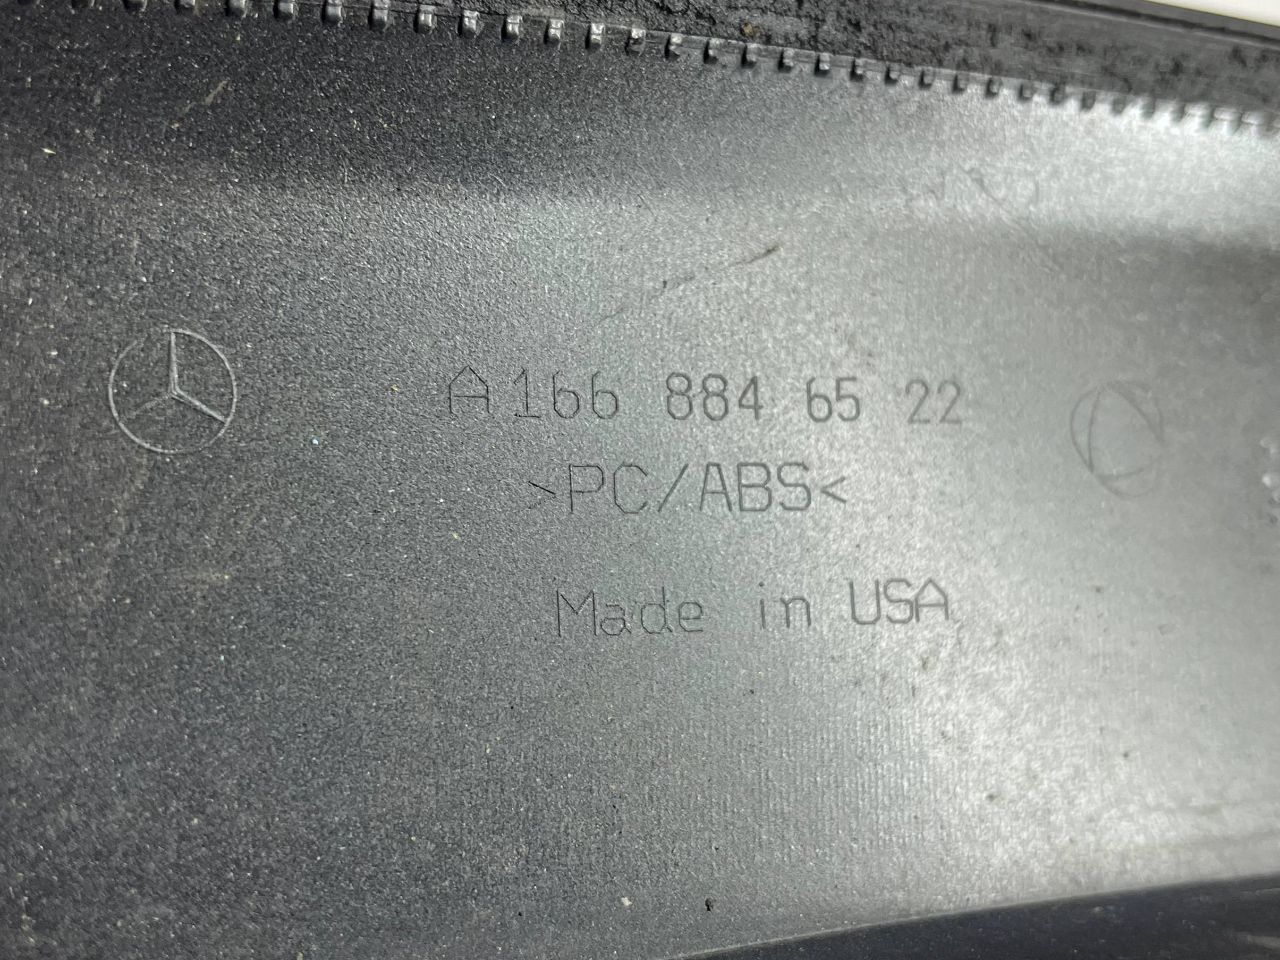 A 166 884 65 22
>PC/ABS<
Made in USA